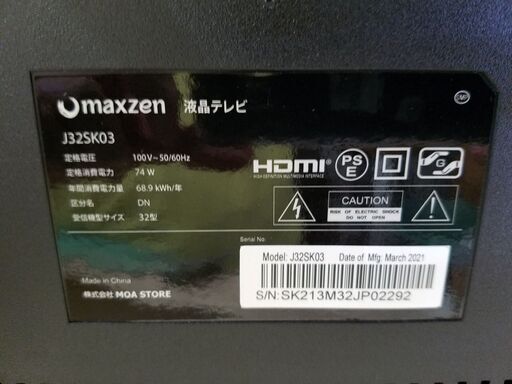 maxzen 液晶テレビ
J32SK03
定格電圧 100V～50/60Hz
定格消費電力 74 W
年間消費電力量 68.9 kWh/年
区分名 DN
受信機型サイズ 32型
HDMI
HIGH-DEFINITION MULTIMEDIA INTERFACE
PS
E
G
CAUTION
RISK OF ELECTRIC SHOCK
DO NOT OPEN
Serial No:
Model: J32SK03 Date of Mfg: March 2021
S/N:SK213M32JP02292
Made in China
株式会社 MOA STORE